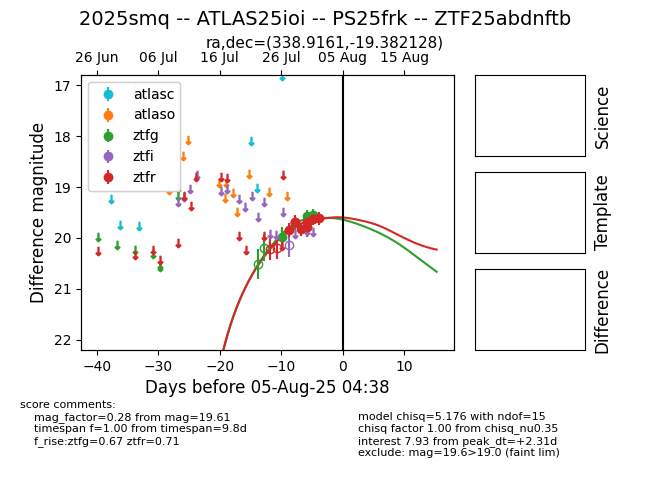 2025smq -- ATLAS25ioi -- PS25frk -- ZTF25abdnftb
ra,dec=(338.9161,-19.382128)
26 Jun 06 Jul 16 Jul 26 Jul 05 Aug 15 Aug
17
18
19
20
21
22
Difference magnitude
atlasc
atlaso
ztfg
ztfi
ztfr
Science
Template
Difference
−40 −30 −20 −10 0 10
Days before 05-Aug-25 04:38
score comments:
mag_factor=0.28 from mag=19.61
timespan f=1.00 from timespan=9.8d
f_rise:ztfg=0.67 ztfr=0.71
model chisq=5.176 with ndof=15
chisq factor 1.00 from chisq_nu0.35
interest 7.93 from peak_dt=+2.31d
exclude: mag=19.6>19.0 (faint lim)